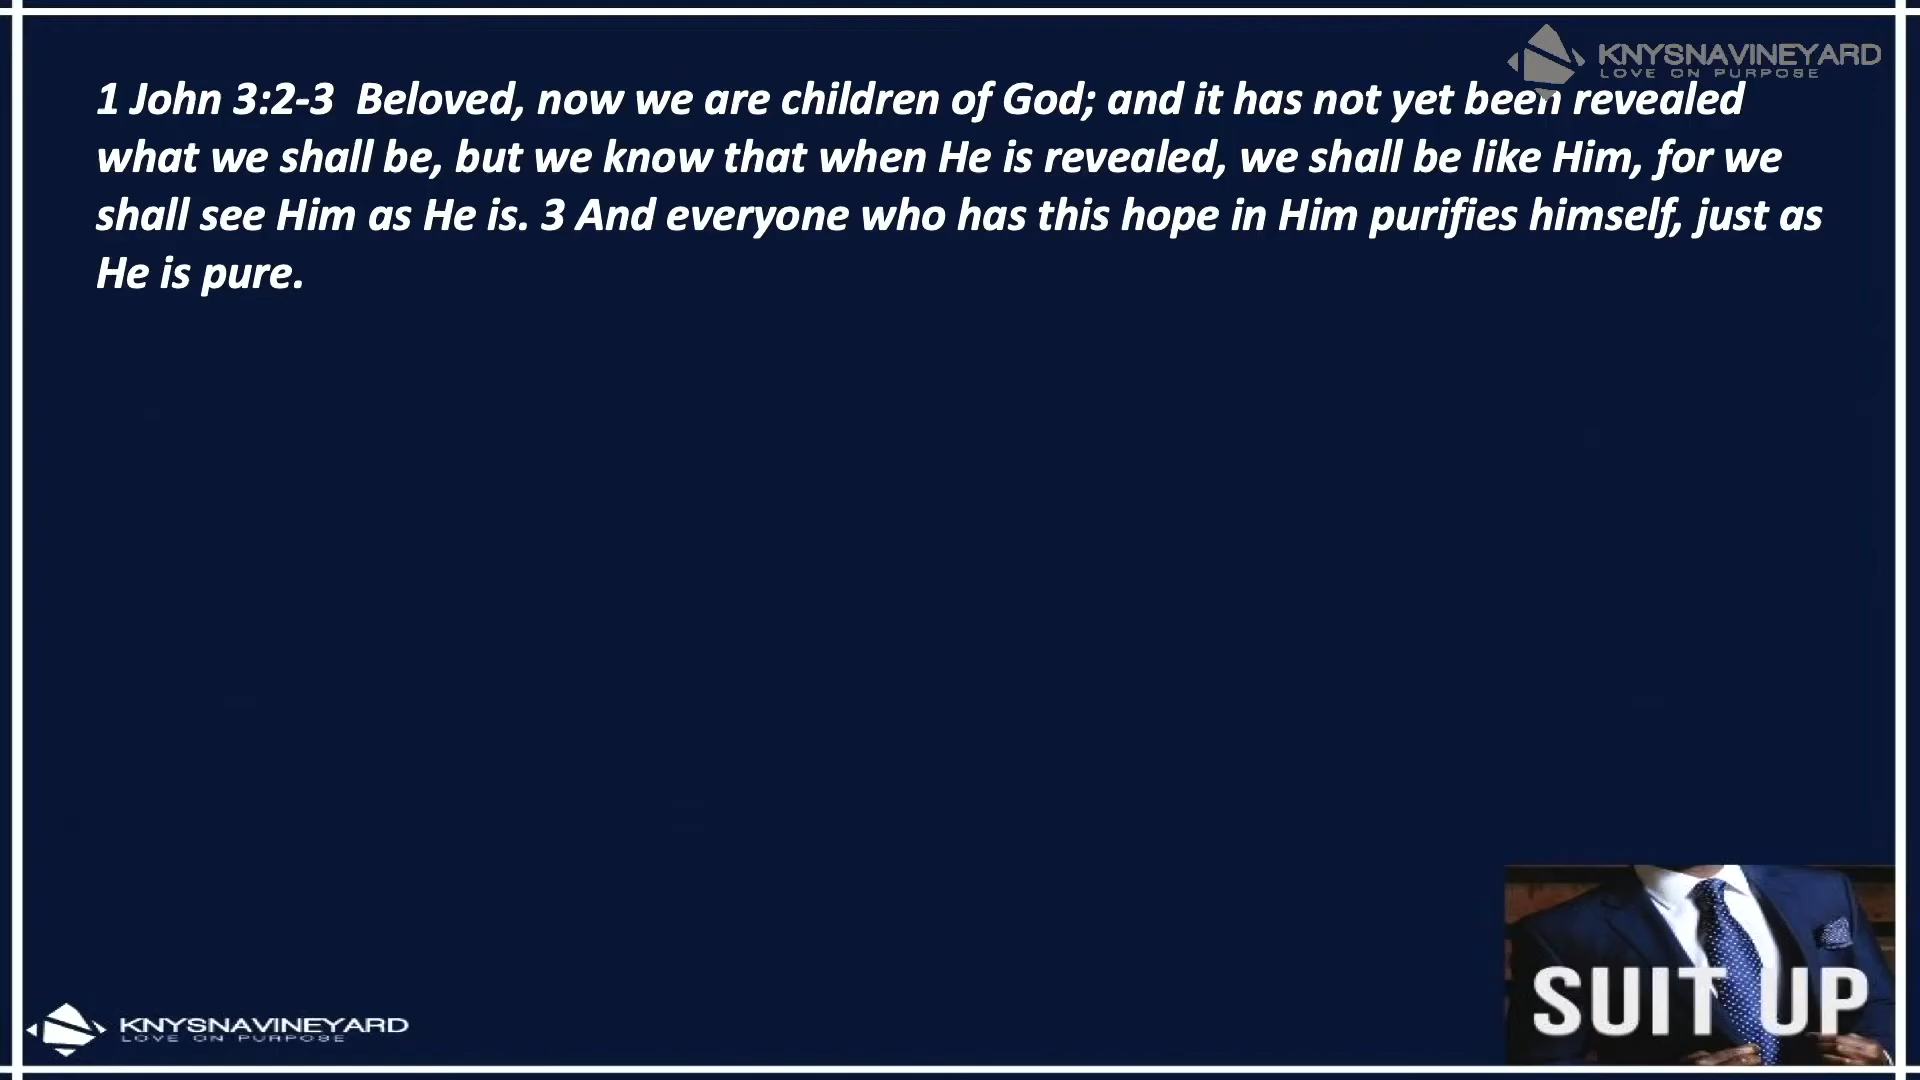 KNYSNAVINEYARD
LOVE ON PURPOSE
1 John 3:2-3  Beloved, now we are children of God; and it has not yet been revealed
what we shall be, but we know that when He is revealed, we shall be like Him, for we
shall see Him as He is. 3 And everyone who has this hope in Him purifies himself, just as
He is pure.
SUIT UP
KNYSNAVINEYARD
LOVE ON PURPOSE